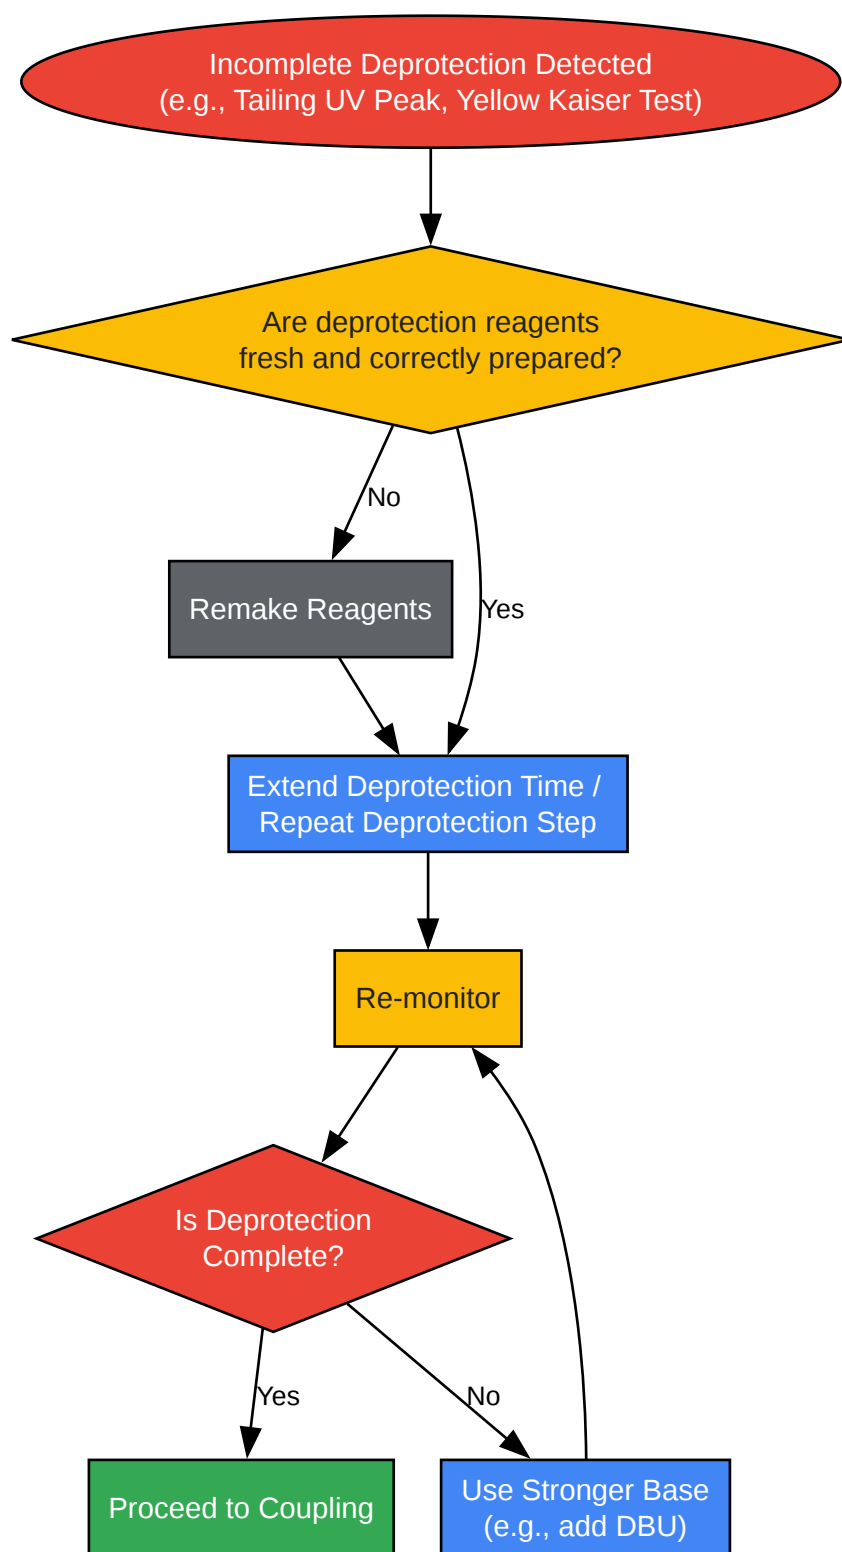 Incomplete Deprotection Detected
(e.g., Tailing UV Peak, Yellow Kaiser Test)
Are deprotection reagents
fresh and correctly prepared?
No
Remake Reagents
Yes
Extend Deprotection Time /
Repeat Deprotection Step
Re-monitor
Is Deprotection
Complete?
Yes
No
Proceed to Coupling
Use Stronger Base
(e.g., add DBU)